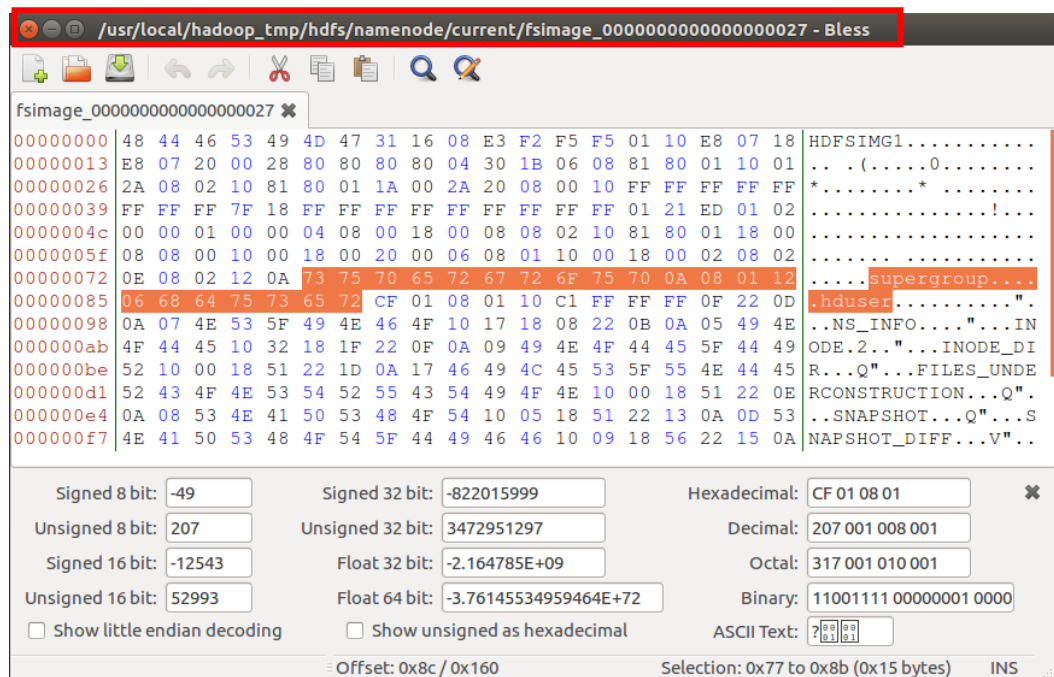 /usr/local/hadoop_tmp/hdfs/namenode/current/fsimage_0000000000000000027 - Bless
fsimage_0000000000000000027
00000000 48 44 46 53 49 4D 47 31 16 08 E3 F2 F5 F5 01 10 E8 07 18 HDFSIMG1...........
00000013 E8 07 20 00 28 80 80 80 80 04 30 1B 06 08 81 80 01 10 01 .. .(.....0........
00000026 2A 08 02 10 81 80 01 1A 00 2A 20 08 00 10 FF FF FF FF FF *........* .........
00000039 FF FF FF 7F 18 FF FF FF FF FF FF FF FF FF 01 21 ED 01 02 ...............!...
0000004c 00 00 01 00 00 04 08 00 18 00 08 08 02 10 81 80 01 18 00 ...................
0000005f 08 08 00 10 00 18 00 20 00 06 08 01 10 00 18 00 02 08 02 ....... ...........
00000072 0E 08 02 12 0A 73 75 70 65 72 67 72 6F 75 70 0A 08 01 12 .....supergroup....
00000085 06 68 64 75 73 65 72 CF 01 08 01 10 C1 FF FF FF 0F 22 0D .hduser..........".
00000098 0A 07 4E 53 5F 49 4E 46 4F 10 17 18 08 22 0B 0A 05 49 4E ..NS_INFO...."...IN
000000ab 4F 44 45 10 32 18 1F 22 0F 0A 09 49 4E 4F 44 45 5F 44 49 ODE.2.."...INODE_DI
000000be 52 10 00 18 51 22 1D 0A 17 46 49 4C 45 53 5F 55 4E 44 45 R...Q"...FILES_UNDE
000000d1 52 43 4F 4E 53 54 52 55 43 54 49 4F 4E 10 00 18 51 22 0E RCONSTRUCTION...Q".
000000e4 0A 08 53 4E 41 50 53 48 4F 54 10 05 18 51 22 13 0A 0D 53 ..SNAPSHOT...Q"...S
000000f7 4E 41 50 53 48 4F 54 5F 44 49 46 46 10 09 18 56 22 15 0A NAPSHOT_DIFF...V"..
Signed 8 bit: -49 Signed 32 bit: -822015999 Hexadecimal: CF 01 08 01
Unsigned 8 bit: 207 Unsigned 32 bit: 3472951297 Decimal: 207 001 008 001
Signed 16 bit: -12543 Float 32 bit: -2.164785E+09 Octal: 317 001 010 001
Unsigned 16 bit: 52993 Float 64 bit: -3.76145534959464E+72 Binary: 11001111 00000001 0000
Show little endian decoding Show unsigned as hexadecimal ASCII Text: ?
Offset: 0x8c / 0x160 Selection: 0x77 to 0x8b (0x15 bytes) INS